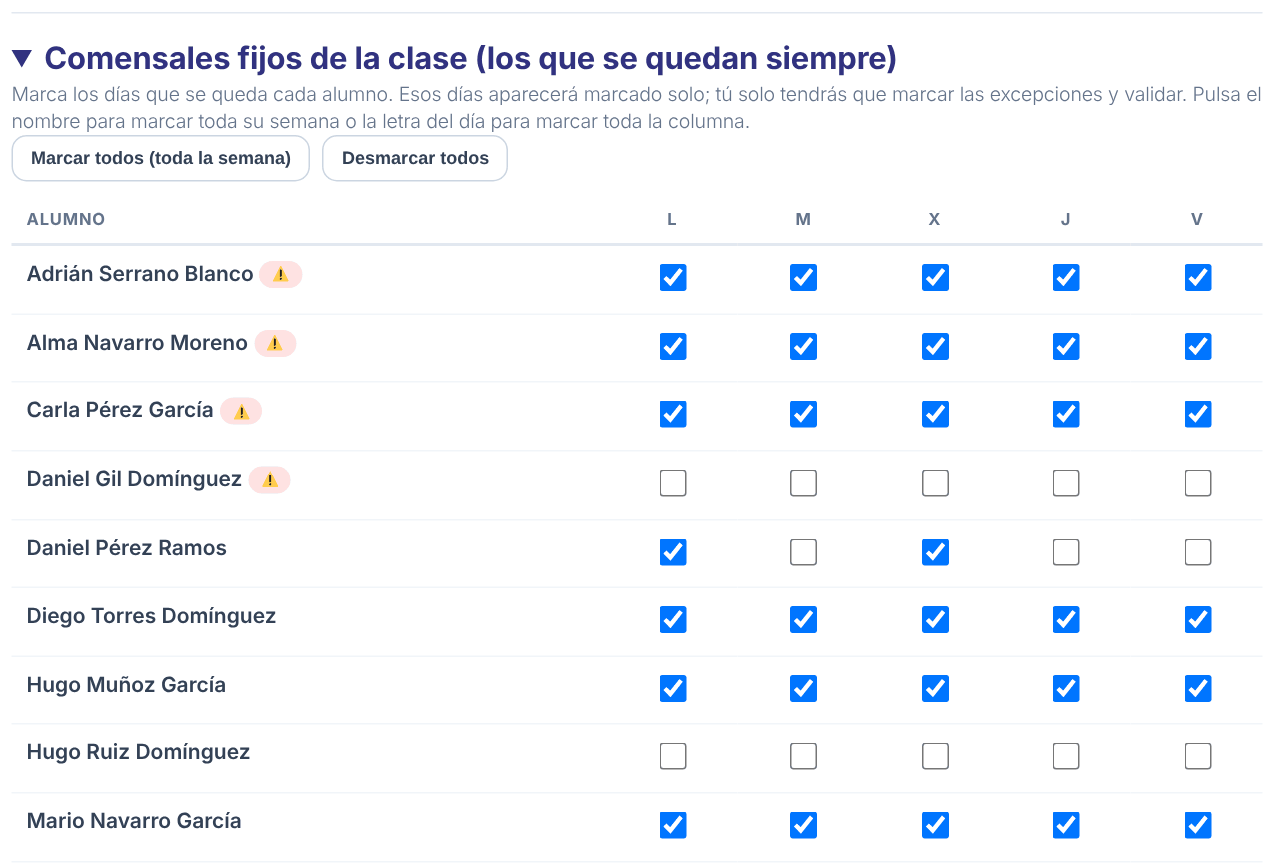 Comensales fijos de la clase (los que se quedan siempre)
Marca los días que se queda cada alumno. Esos días aparecerá marcado solo; tú solo tendrás que marcar las excepciones y validar. Pulsa el
nombre para marcar toda su semana o la letra del día para marcar toda la columna.
Marcar todos (toda la semana) Desmarcar todos
ALUMNO L M X J V
Adrián Serrano Blanco
Alma Navarro Moreno
Carla Pérez García
Daniel Gil Domínguez
Daniel Pérez Ramos
Diego Torres Domínguez
Hugo Muñoz García
Hugo Ruiz Domínguez
Mario Navarro García